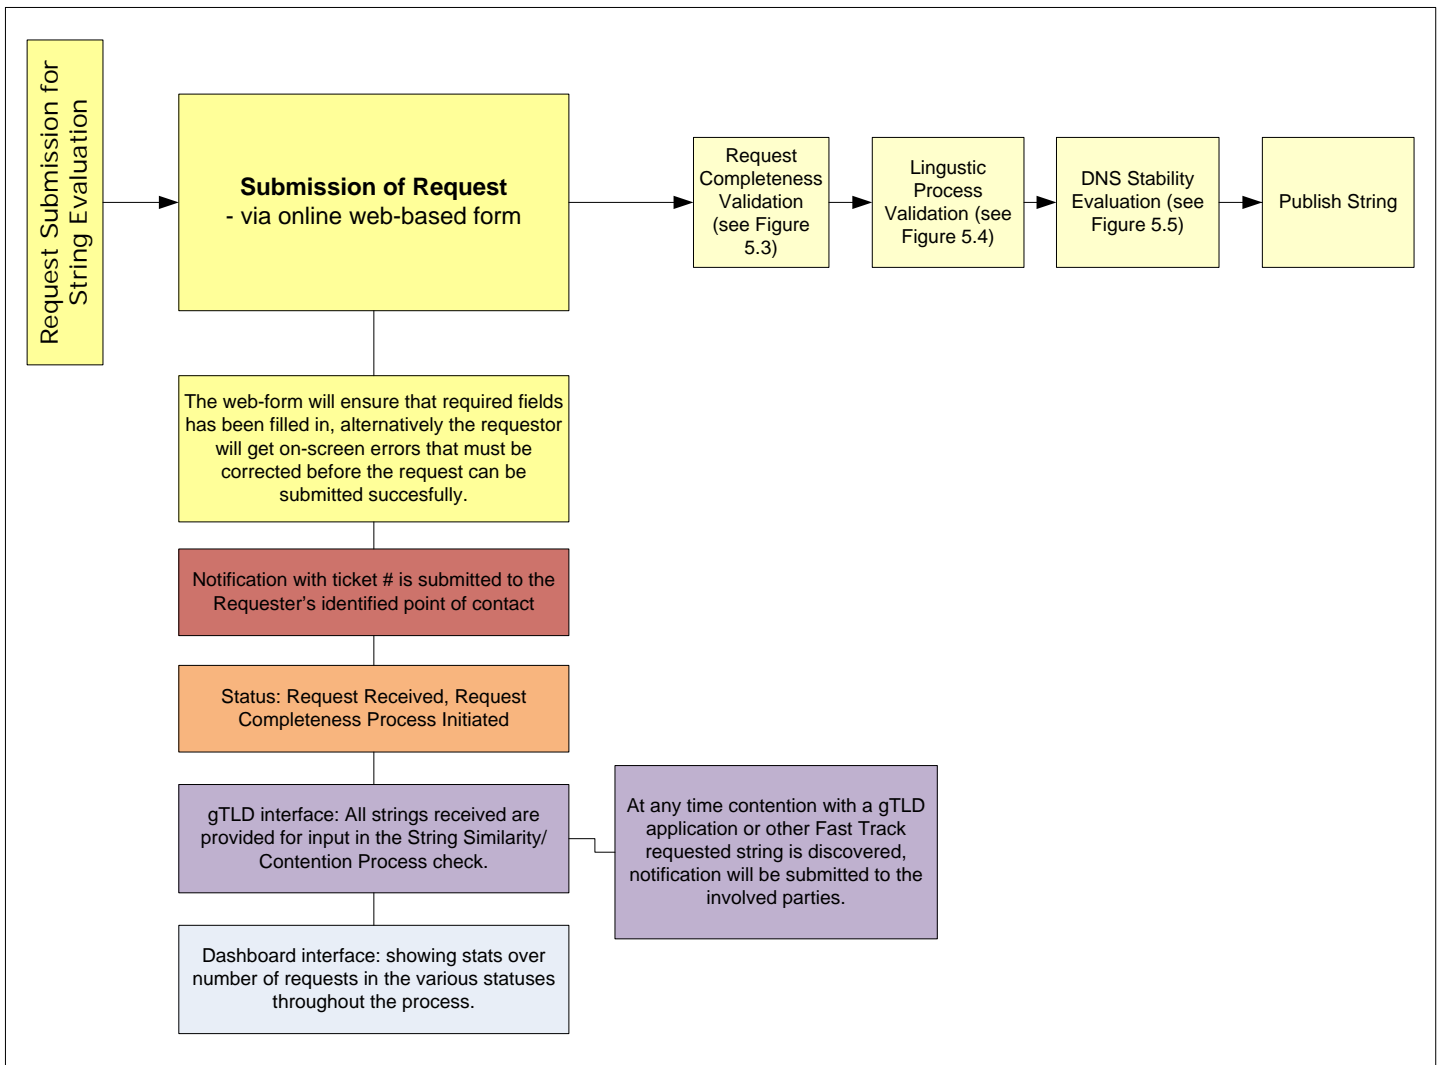 Request Submission for
String Evaluation
Submission of Request
- via online web-based form
Request
Completeness
Validation
(see Figure
5.3)
Lingustic
Process
Validation (see
Figure 5.4)
DNS Stability
Evaluation (see
Figure 5.5)
Publish String
The web-form will ensure that required fields
has been filled in, alternatively the requestor
will get on-screen errors that must be
corrected before the request can be
submitted succesfully.
Notification with ticket # is submitted to the
Requester's identified point of contact
Status: Request Received, Request
Completeness Process Initiated
gTLD interface: All strings received are
provided for input in the String Similarity/
Contention Process check.
At any time contention with a gTLD
application or other Fast Track
requested string is discovered,
notification will be submitted to the
involved parties.
Dashboard interface: showing stats over
number of requests in the various statuses
throughout the process.